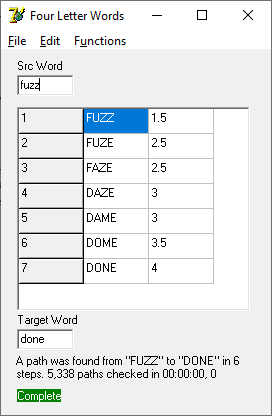 Four Letter Words
File Edit Functions
Src Word
fuzz
1 FUZZ 1.5
2 FUZE 2.5
3 FAZE 2.5
4 DAZE 3
5 DAME 3
6 DOME 3.5
7 DONE 4
Target Word
done
A path was found from "FUZZ" to "DONE" in 6
steps. 5,338 paths checked in 00:00:00, 0
Complete